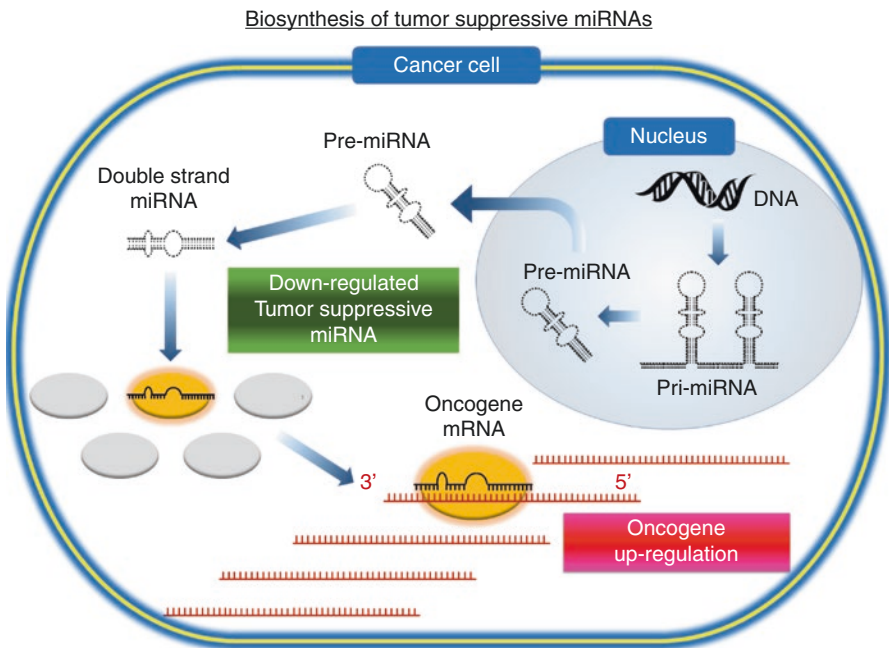 Biosynthesis of tumor suppressive miRNAs
Cancer cell
Nucleus
DNA
Pre-miRNA
Double strand
miRNA
Pre-miRNA
Pri-miRNA
Down-regulated
Tumor suppressive
miRNA
Oncogene
mRNA
3’
5’
Oncogene
up-regulation